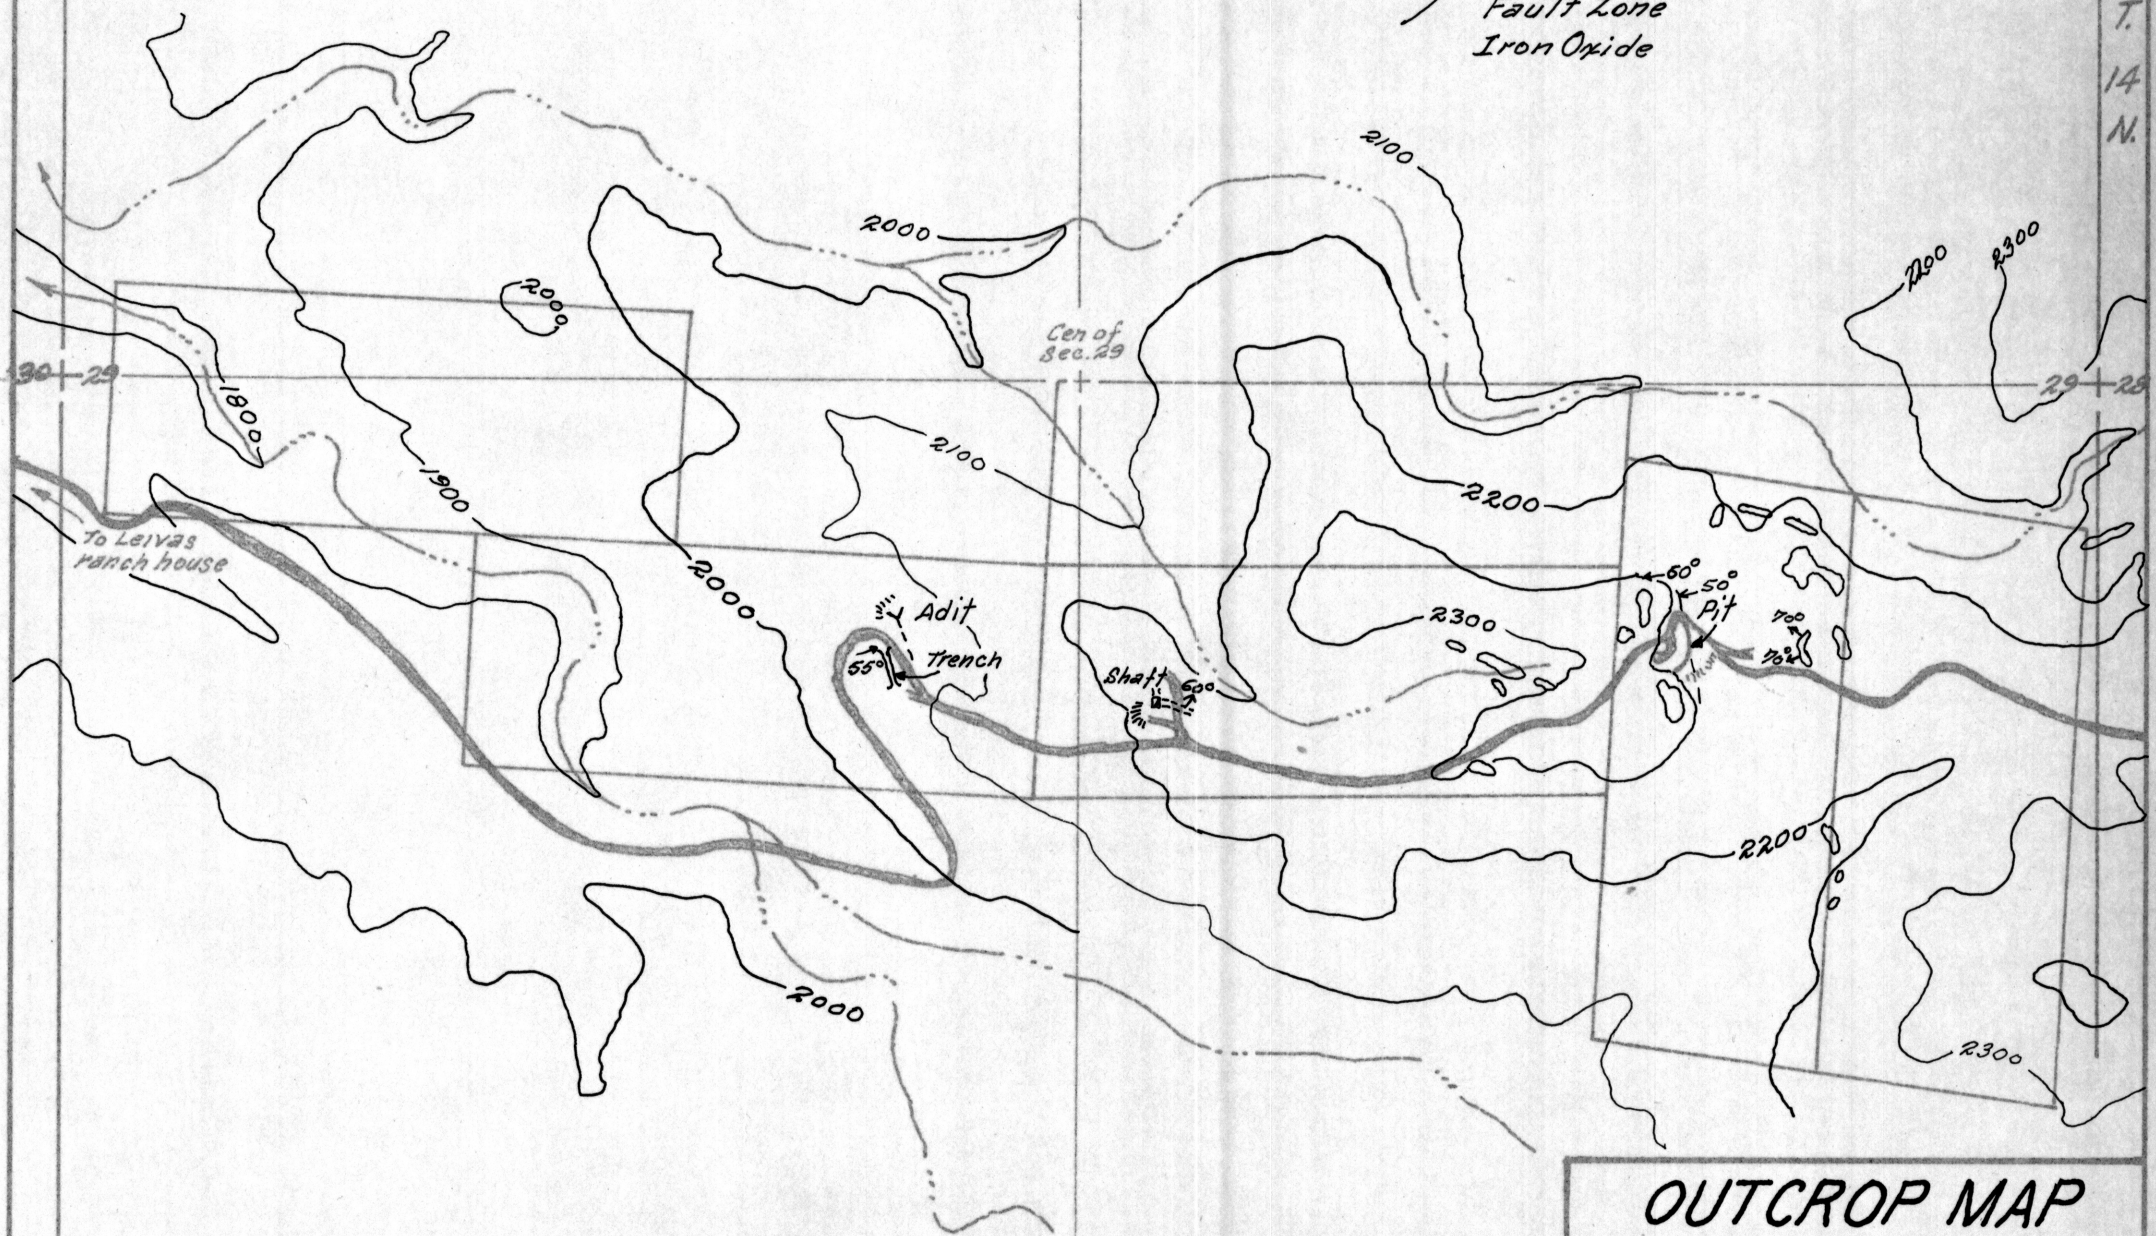 Fault Zone
Iron Oxide
T.
14
N.
2100
2000
2200
2300
2000
Cen of
Sec. 29
30
29
29
28
1800
2100
1900
2200
To Leivas
ranch house
2000
60°
50°
Pit
Adit
2300
70°
55°
Trench
70°
Shaft
60°
2200
2000
2300
OUTCROP MAP